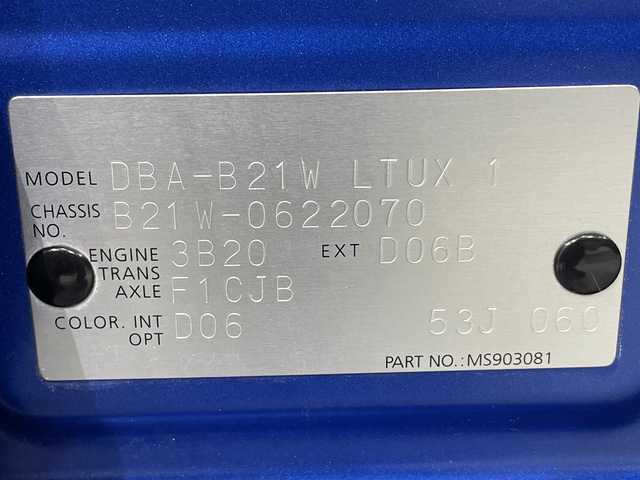 MODEL DBA-B21W LTUX 1
CHASSIS NO. B21W-0622070
ENGINE 3B20 EXT D06B
TRANS AXLE F1CJB
COLOR. INT D06 53J 060
OPT
PART NO.:MS903081